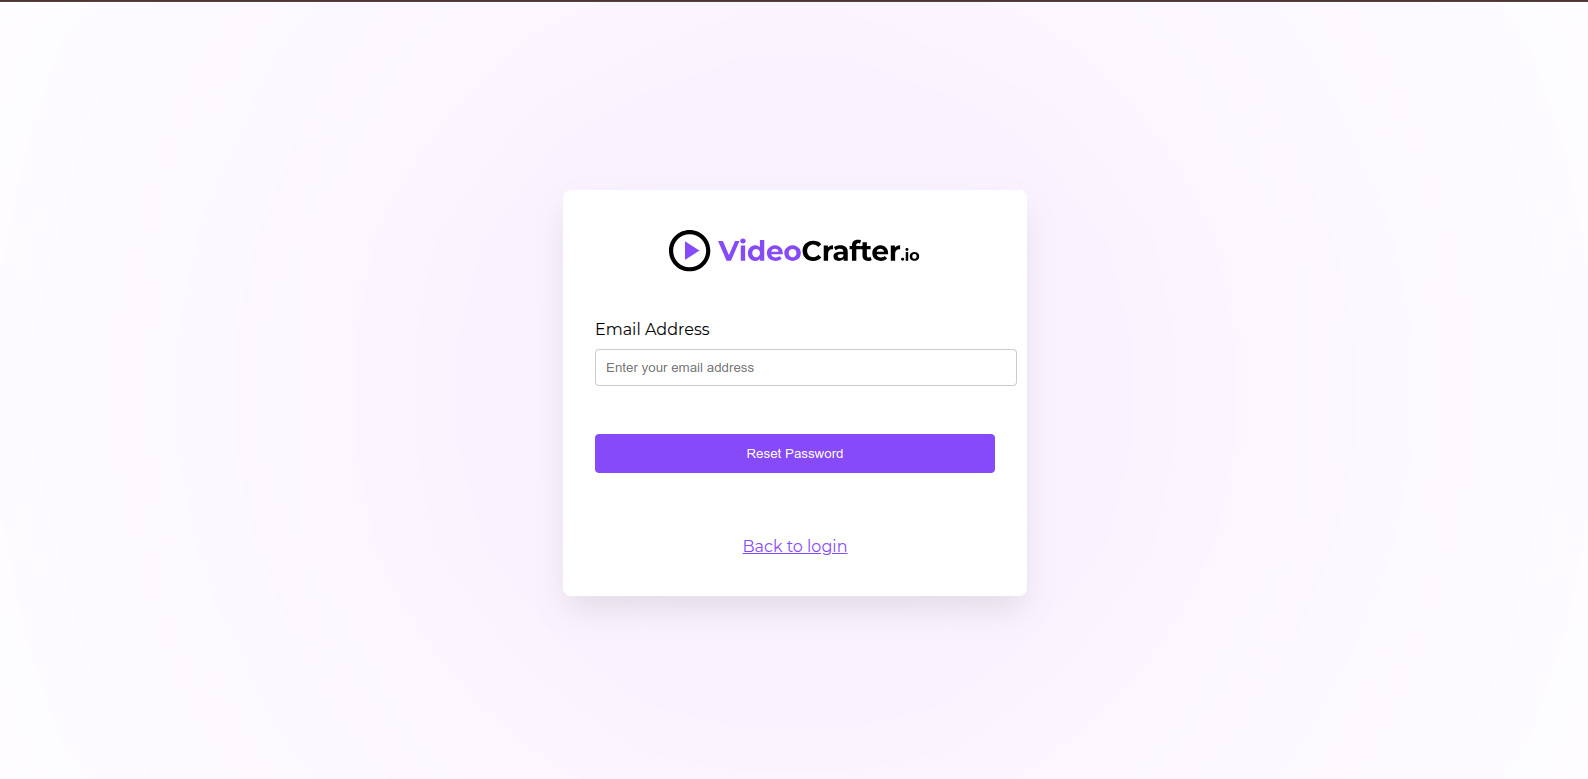 VideoCrafter.io
Email Address
Enter your email address
Reset Password
Back to login